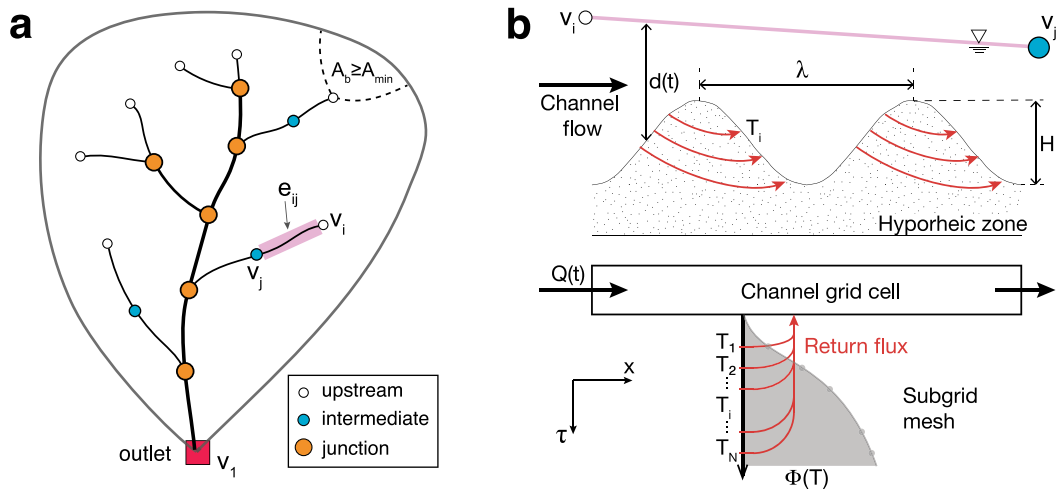 a
A_b≥A_min
e_ij
v_i
v_j
upstream
intermediate
junction
outlet
v_1
b
v_i
v_j
d(t)
λ
Channel
flow
T_i
H
Hyporheic zone
Q(t)
Channel grid cell
T_1
Return flux
T_2
x
Subgrid
mesh
T_i
τ
T_N
Φ(T)